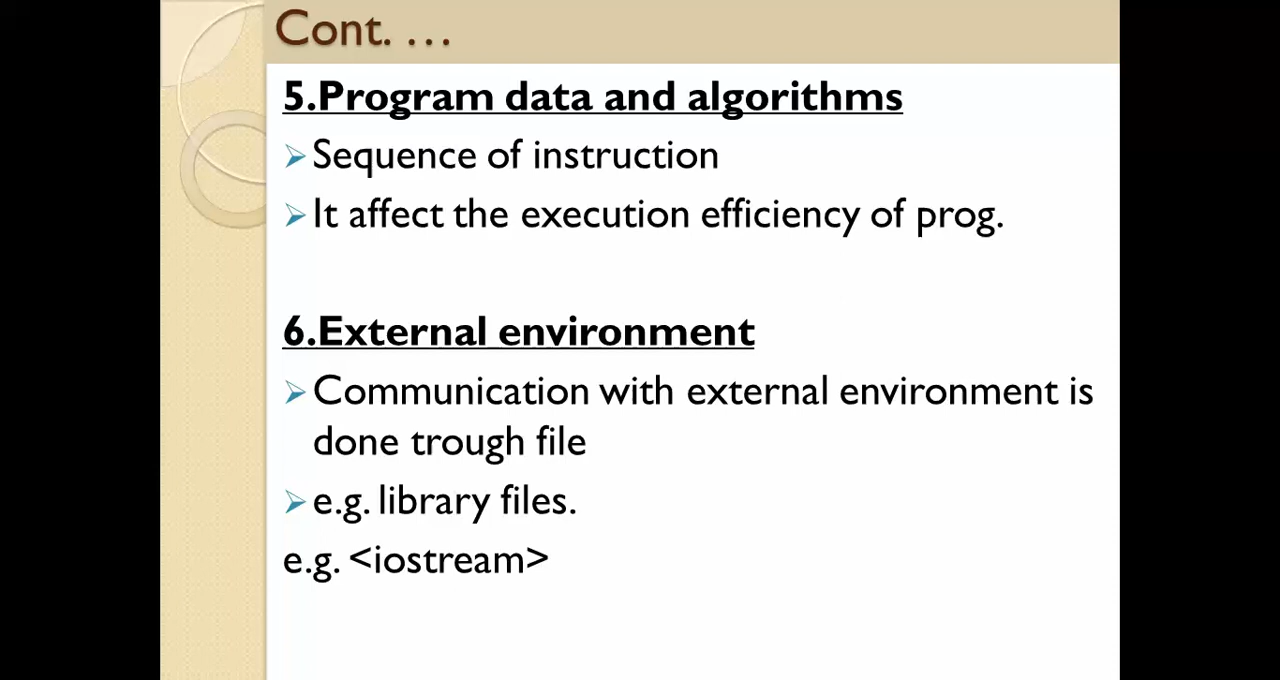 Cont. …
5.Program data and algorithms
Sequence of instruction
It affect the execution efficiency of prog.
6.External environment
Communication with external environment is
done trough file
e.g. library files.
e.g. <iostream>